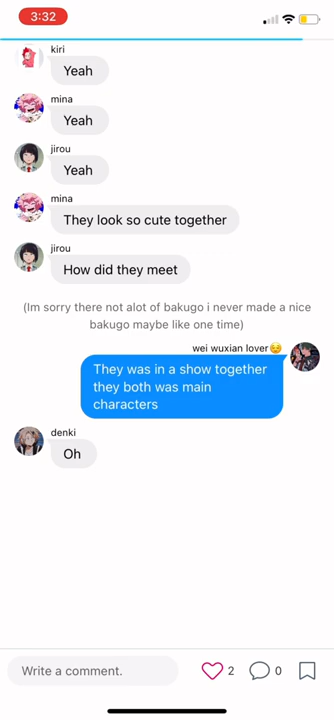 3:32
kiri
Yeah
mina
Yeah
jirou
Yeah
mina
They look so cute together
jirou
How did they meet
(Im sorry there not alot of bakugo i never made a nice
bakugo maybe like one time)
wei wuxian lover😏
They was in a show together
they both was main
characters
denki
Oh
Write a comment.
2
0